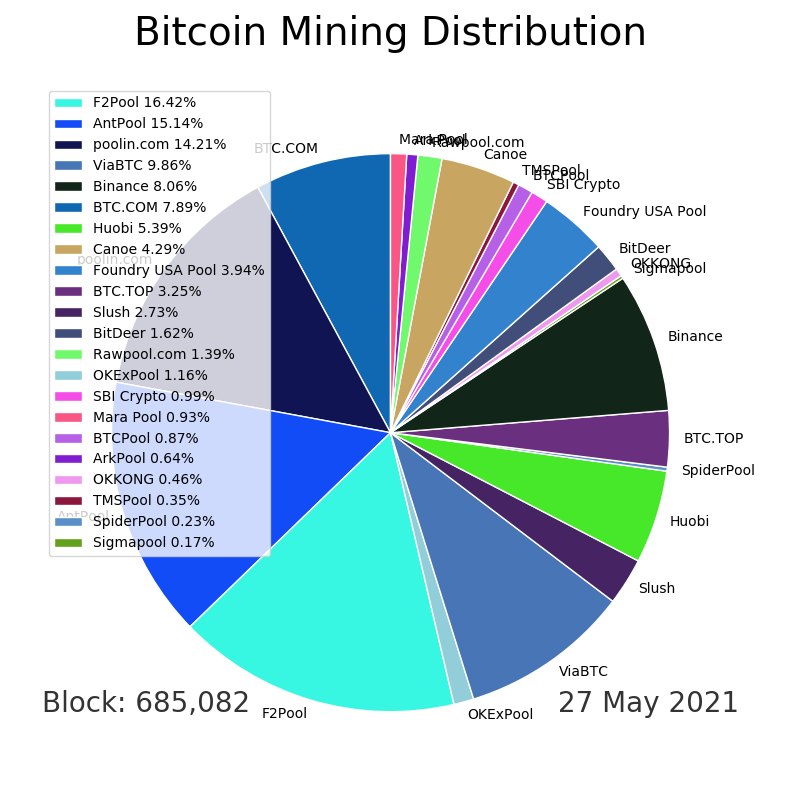 Bitcoin Mining Distribution
F2Pool 16.42%
AntPool 15.14%
poolin.com 14.21%
ViaBTC 9.86%
Binance 8.06%
BTC.COM 7.89%
Huobi 5.39%
Canoe 4.29%
Foundry USA Pool 3.94%
BTC.TOP 3.25%
Slush 2.73%
BitDeer 1.62%
Rawpool.com 1.39%
OKExPool 1.16%
SBI Crypto 0.99%
Mara Pool 0.93%
BTCPool 0.87%
ArkPool 0.64%
OKKONG 0.46%
TMSPool 0.35%
SpiderPool 0.23%
Sigmapool 0.17%
BTC.COM
poolin.com
AntPool
F2Pool
OKExPool
ViaBTC
Slush
Huobi
SpiderPool
BTC.TOP
Binance
Sigmapool
OKKONG
BitDeer
Foundry USA Pool
SBI Crypto
BTCPool
TMSPool
Canoe
Rawpool.com
ArkPool
Mara Pool
Block: 685,082
27 May 2021